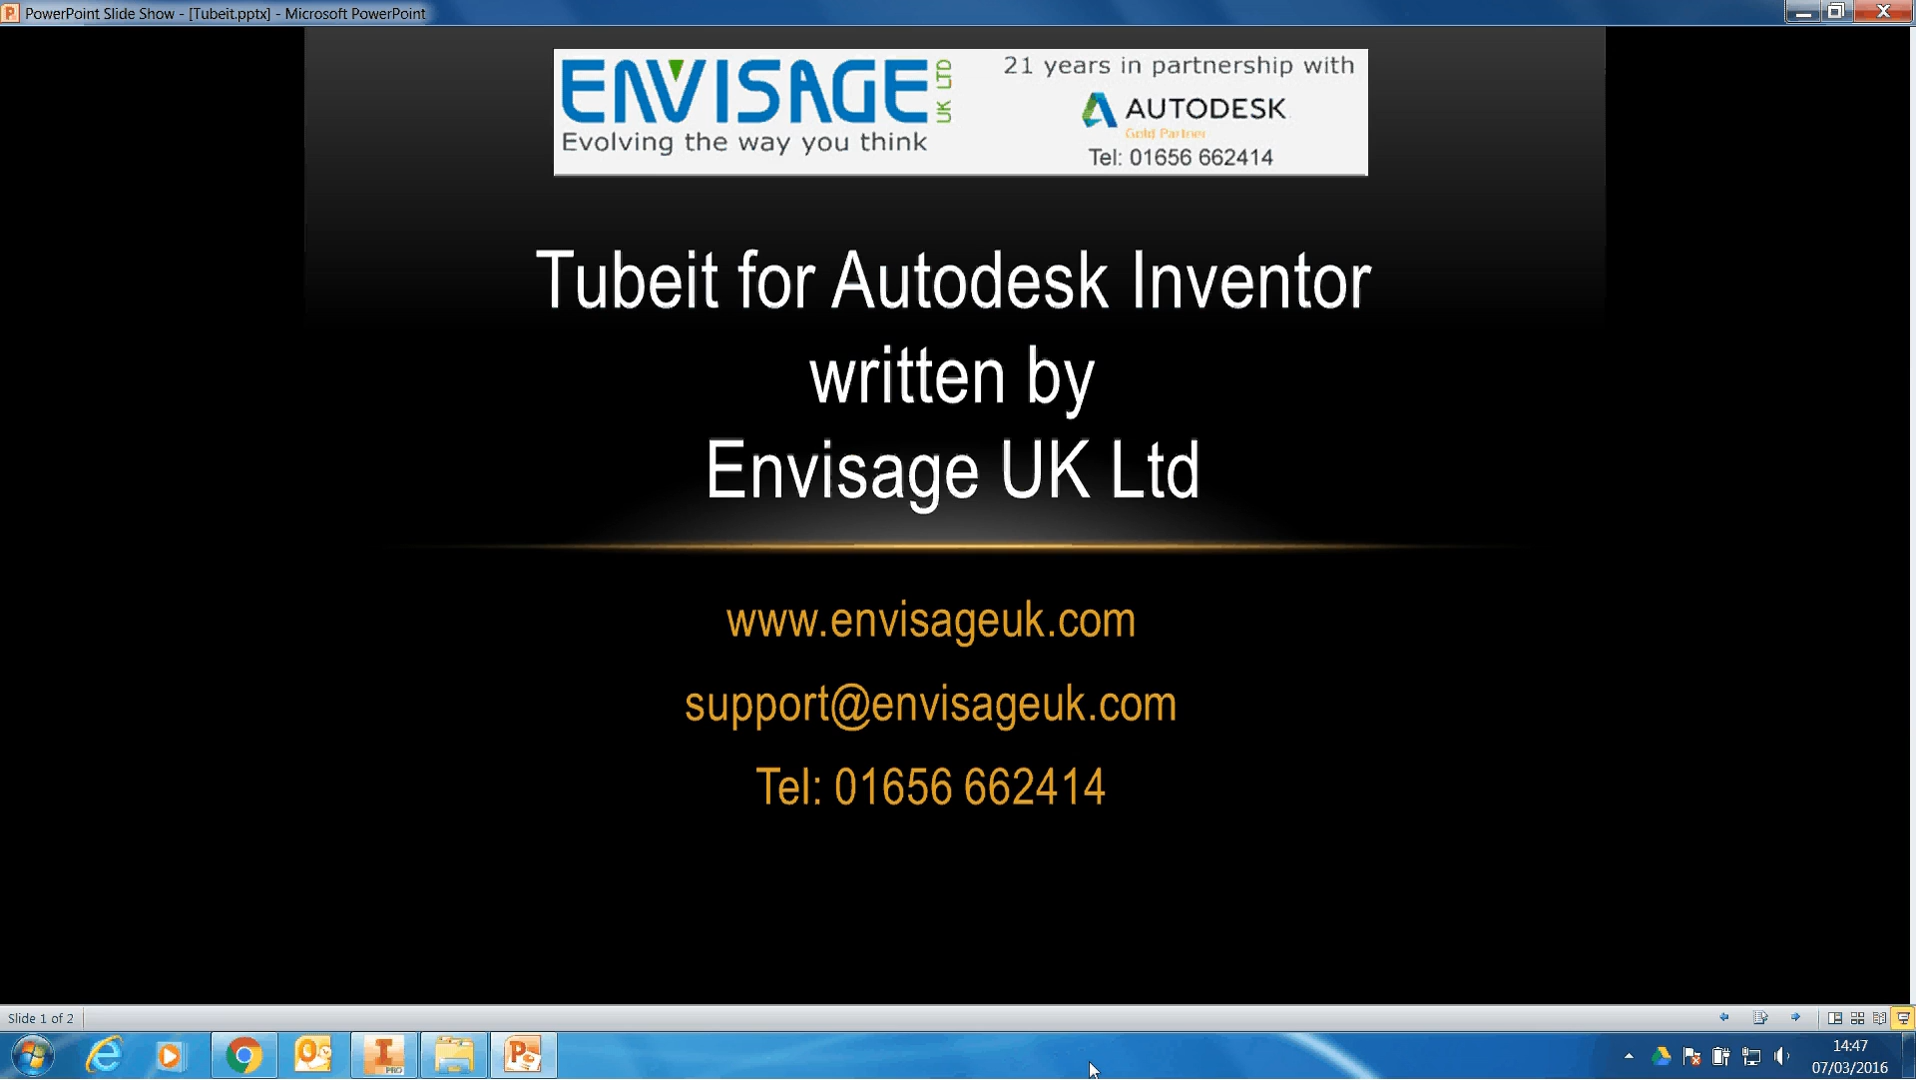 PowerPoint Slide Show - [Tubeit.pptx] - Microsoft PowerPoint
ENVISAGE UK LTD
Evolving the way you think
21 years in partnership with
AUTODESK
Gold Partner
Tel: 01656 662414
Tubeit for Autodesk Inventor
written by
Envisage UK Ltd
www.envisageuk.com
support@envisageuk.com
Tel: 01656 662414
Slide 1 of 2
PRO
14:47
07/03/2016